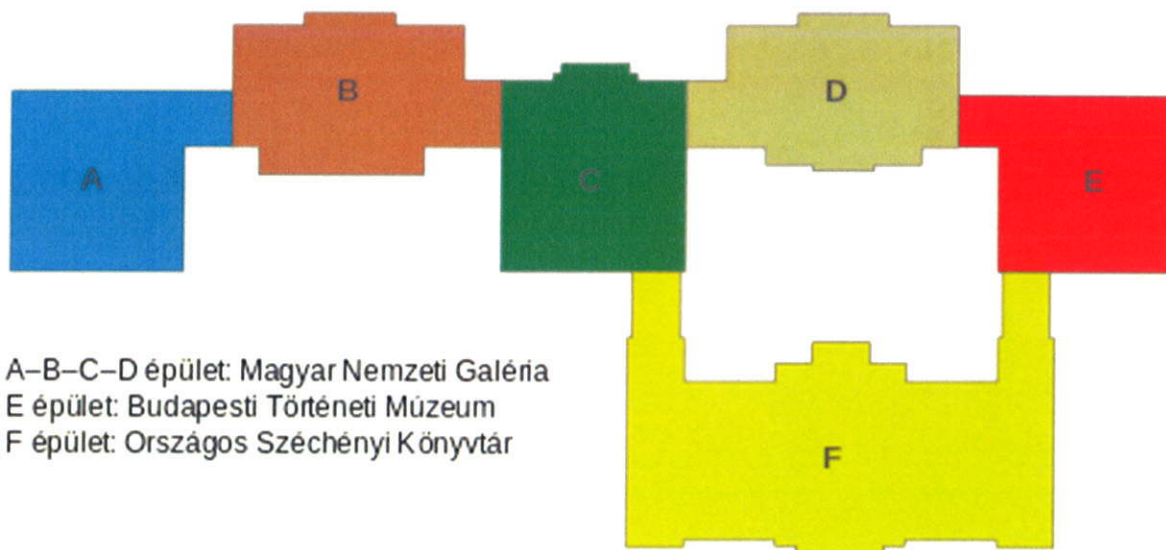 B
D
A
C
E
A–B–C–D épület: Magyar Nemzeti Galéria
E épület: Budapesti Történeti Múzeum
F épület: Országos Széchényi Könyvtár
F